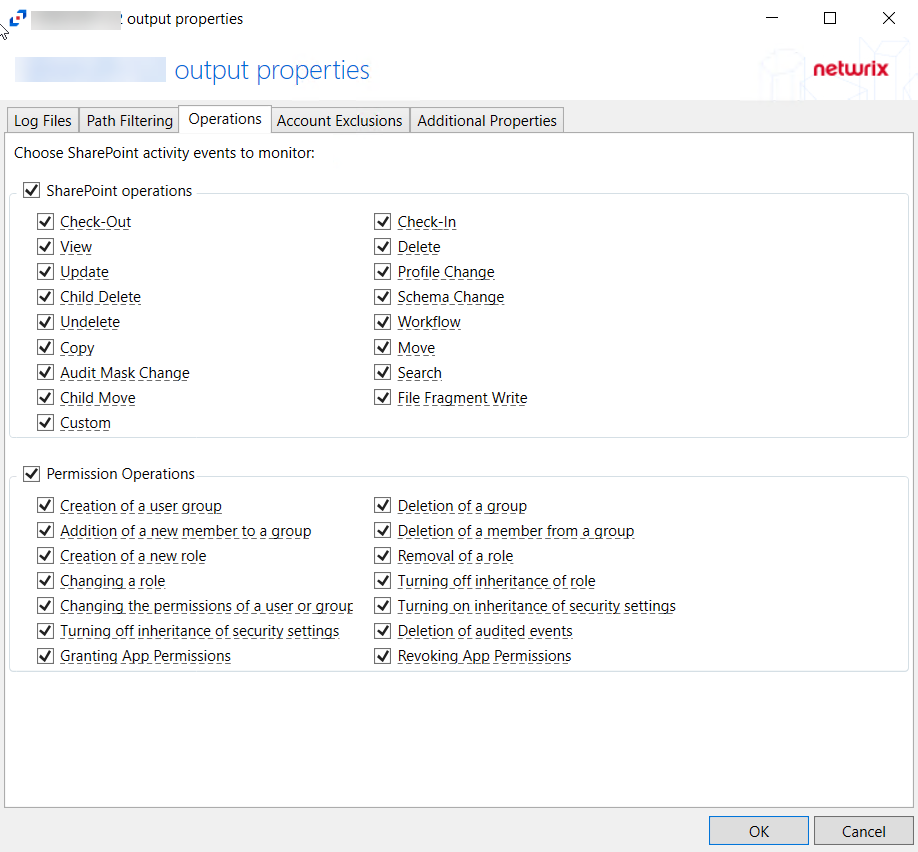 output properties
output properties
netwrix
Log Files Path Filtering Operations Account Exclusions Additional Properties
Choose SharePoint activity events to monitor:
SharePoint operations
Check-Out Check-In
View Delete
Update Profile Change
Child Delete Schema Change
Undelete Workflow
Copy Move
Audit Mask Change Search
Child Move File Fragment Write
Custom
Permission Operations
Creation of a user group Deletion of a group
Addition of a new member to a group Deletion of a member from a group
Creation of a new role Removal of a role
Changing a role Turning off inheritance of role
Changing the permissions of a user or group Turning on inheritance of security settings
Turning off inheritance of security settings Deletion of audited events
Granting App Permissions Revoking App Permissions
OK Cancel